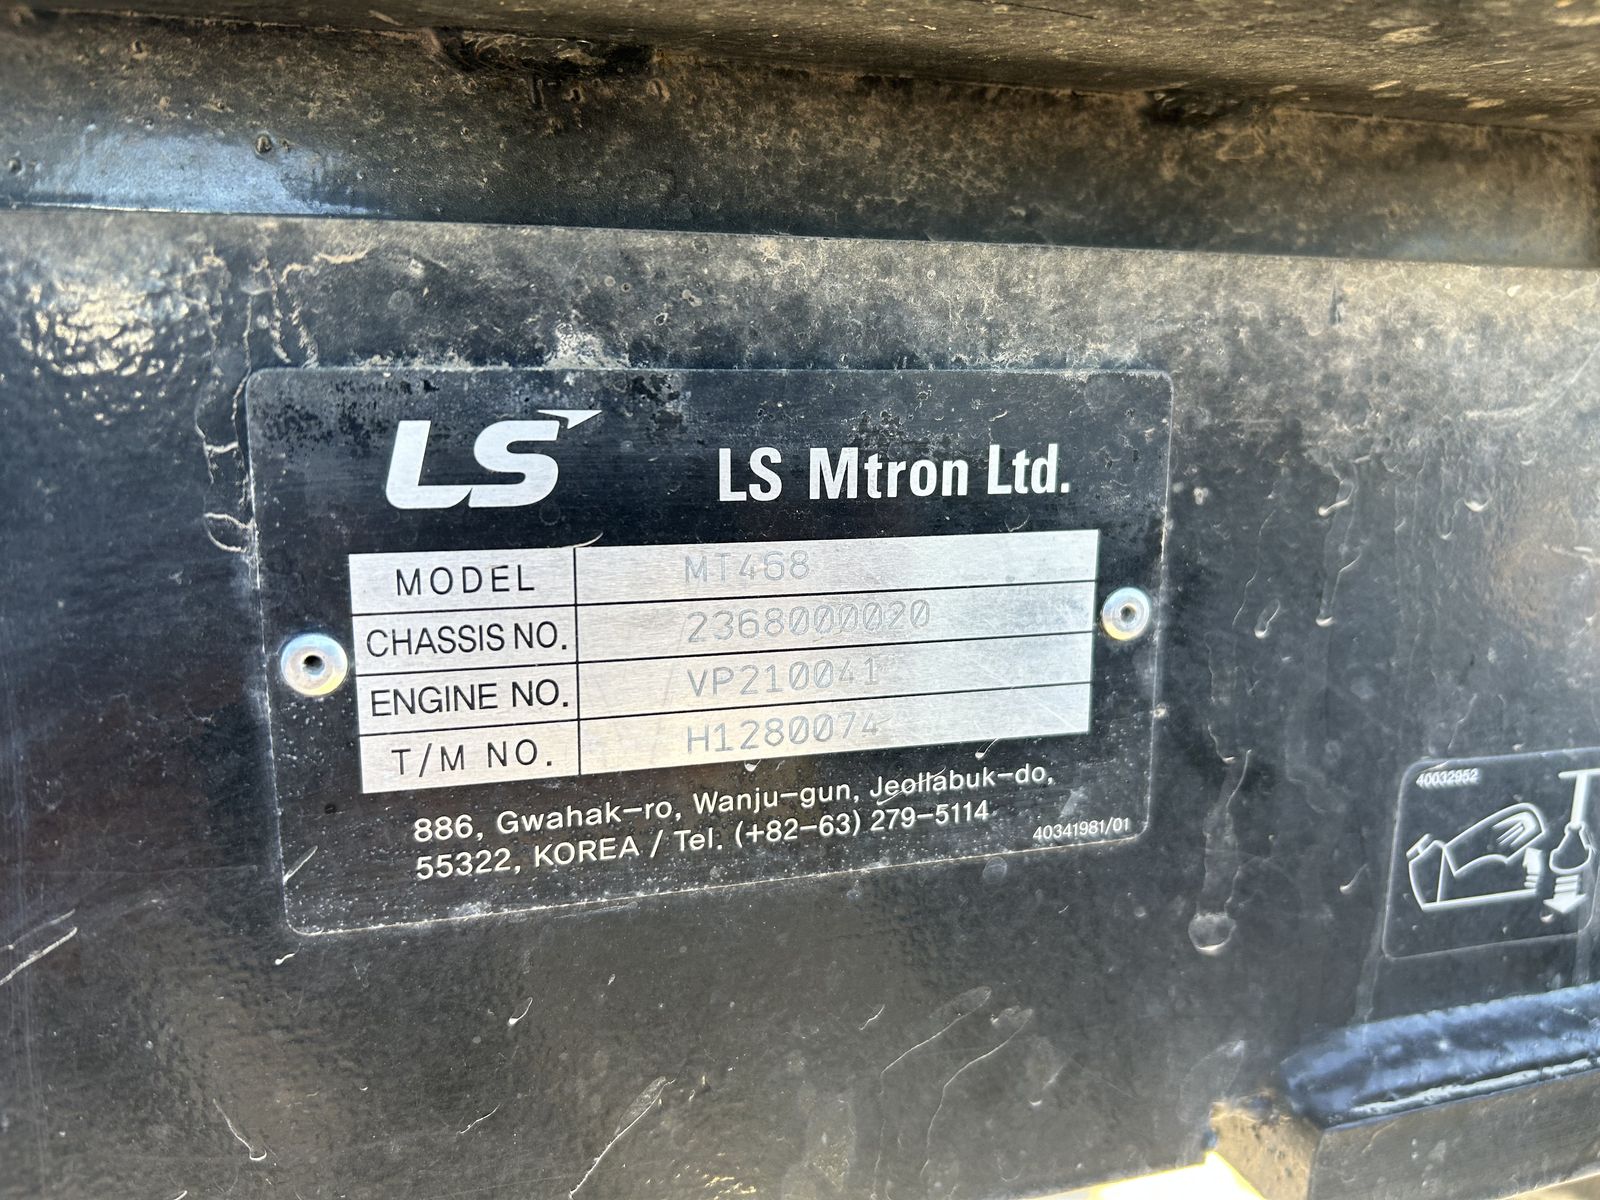 LS LS Mtron Ltd.
MODEL MT468
CHASSIS NO. 2368000020
ENGINE NO. VP210041
T/M NO. H1280074
886, Gwahak-ro, Wanju-gun, Jeollabuk-do,
55322, KOREA / Tel. (+82-63) 279-5114
40341981/01
40032952